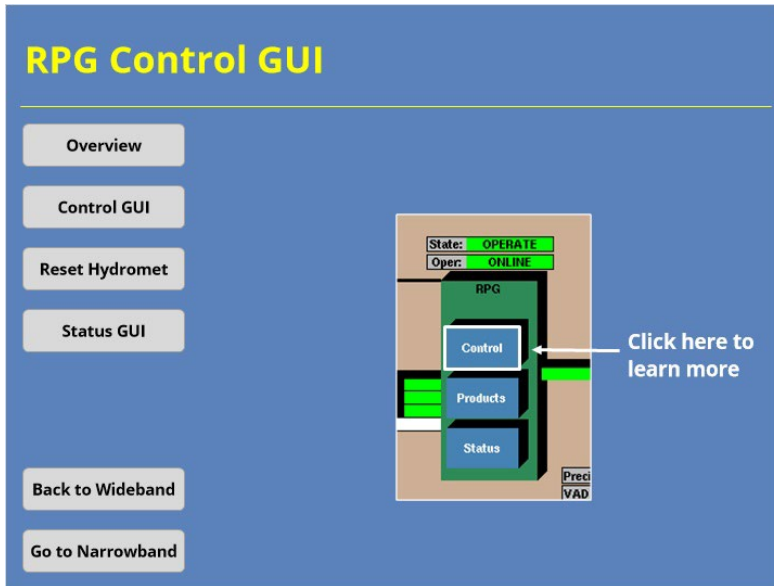 RPG Control GUI
Overview
Control GUI
Reset Hydromet
Status GUI
Back to Wideband
Go to Narrowband
State: OPERATE
Oper: ONLINE
RPG
Control
Products
Status
Preci
VAD
Click here to
learn more